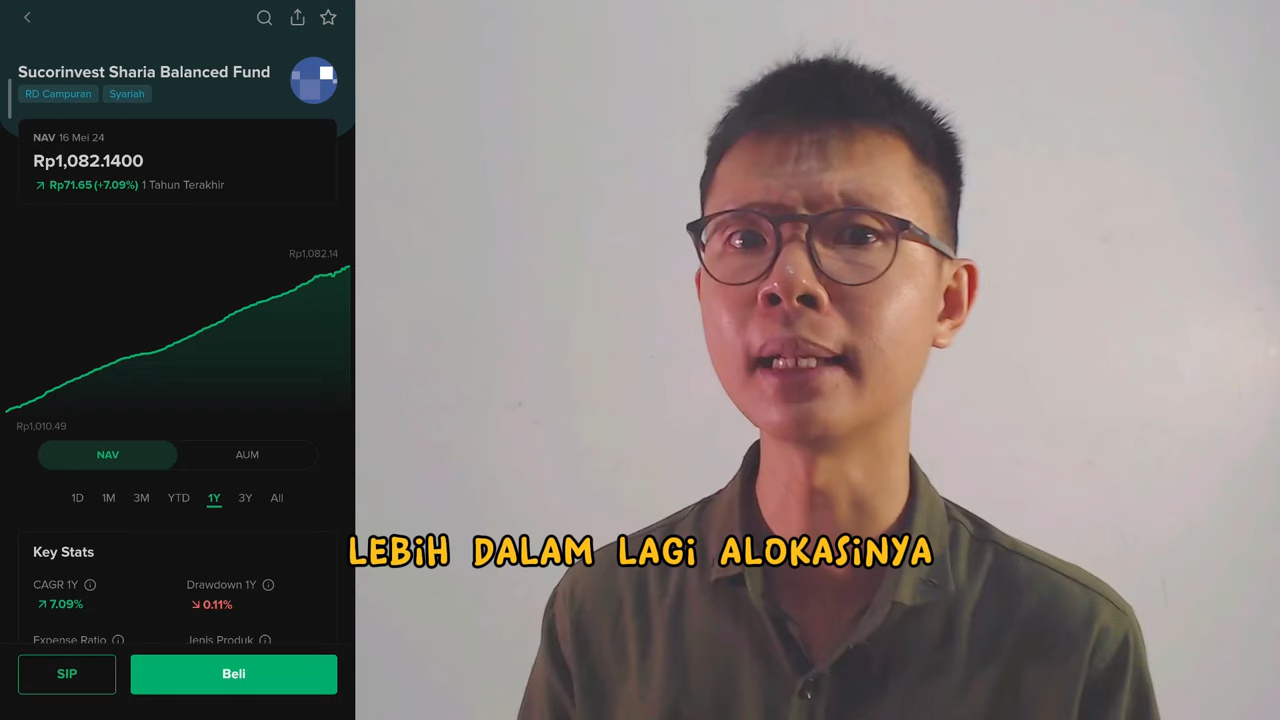 Sucorinvest Sharia Balanced Fund
RD Campuran Syariah
NAV 16 Mei 24
Rp1,082.1400
Rp71.65 (+7.09%) 1 Tahun Terakhir
Rp1,082.14
Rp1,010.49
NAV AUM
1D 1M 3M YTD 1Y 3Y All
Key Stats
CAGR 1Y Drawdown 1Y
7.09% 0.11%
Expense Ratio Jenis Produk
SIP Beli
LEBIH DALAM LAGI ALOKASINYA